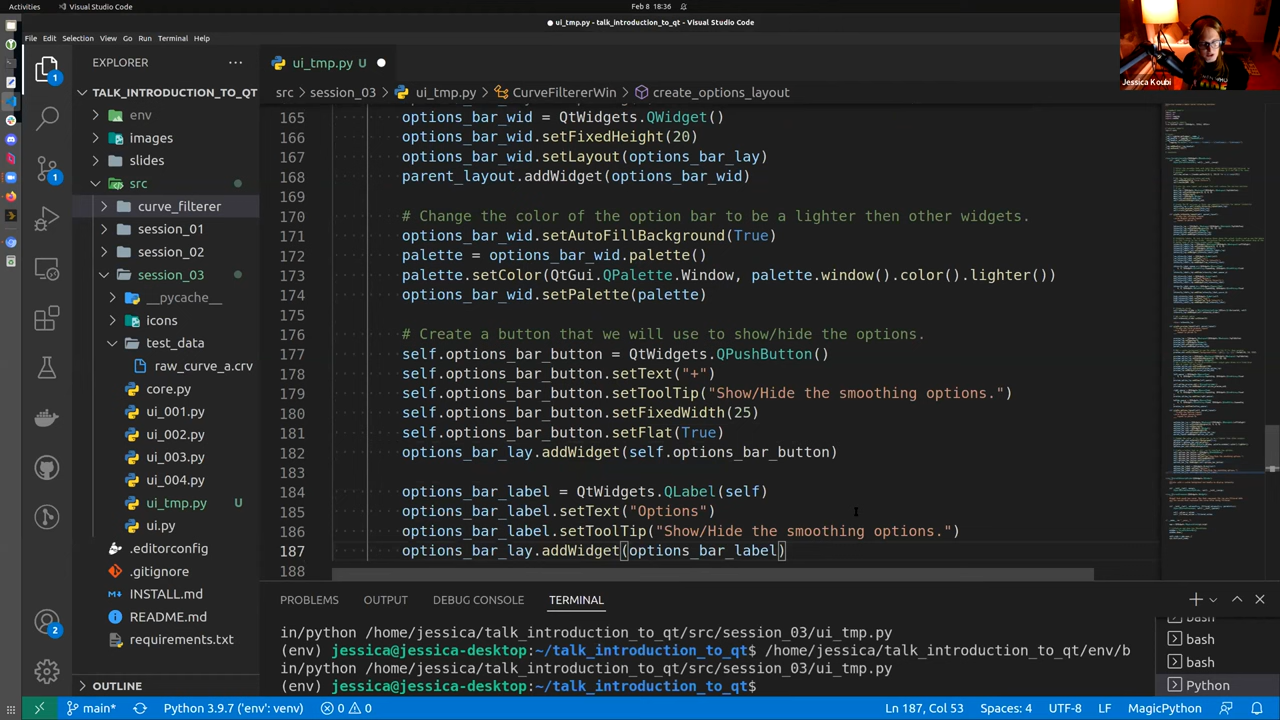 Activities
Visual Studio Code
Feb 8 18:36
ui_tmp.py - talk_introduction_to_qt - Visual Studio Code
File Edit Selection View Go Run Terminal Help
Jessica Koubi
EXPLORER
ui_tmp.py
TALK_INTRODUCTION_TO_QT
src > session_03 > CurveFiltererWin > create_options_layout
env
images
slides
src
curve_filterer
session_01
session_02
session_03
__pycache__
icons
test_data
raw_curve_a.crv
core.py
ui_001.py
ui_002.py
ui_003.py
ui_004.py
ui_tmp.py U
ui.py
.editorconfig
.gitignore
INSTALL.md
README.md
requirements.txt
OUTLINE
165 options_bar_wid = QtWidgets.QWidget()
166 options_bar_wid.setFixedHeight(20)
167 options_bar_wid.setLayout(options_bar_lay)
168 parent_layout.addWidget(options_bar_wid)
169
170 # Change the color of the option bar to be a lighter then other widgets.
171 options_bar_wid.setAutoFillBackground(True)
172 palette = options_bar_wid.palette()
173 palette.setColor(QtGui.QPalette.Window, palette.window().color().lighter())
174 options_bar_wid.setPalette(palette)
175
176 # Create a button that we will use to show/hide the options.
177 self.options_bar_button = QtWidgets.QPushButton()
178 self.options_bar_button.setText("+")
179 self.options_bar_button.setToolTip("Show/Hide the smoothing options.")
180 self.options_bar_button.setFixedWidth(25)
181 self.options_bar_button.setFlat(True)
182 options_bar_lay.addWidget(self.options_bar_button)
183
184 options_bar_label = QtWidgets.QLabel(self)
185 options_bar_label.setText("Options")
186 options_bar_label.setToolTip("Show/Hide the smoothing options.")
187 options_bar_lay.addWidget(options_bar_lebel)
188
PROBLEMS OUTPUT DEBUG CONSOLE TERMINAL
in/python /home/jessica/talk_introduction_to_qt/src/session_03/ui_tmp.py
(env) jessica@jessica-desktop:~/talk_introduction_to_qt$ /home/jessica/talk_introduction_to_qt/env/b
in/python /home/jessica/talk_introduction_to_qt/src/session_03/ui_tmp.py
(env) jessica@jessica-desktop:~/talk_introduction_to_qt$
bash
bash
bash
Python
main* Python 3.9.7 ('env': venv) 0 0 Ln 187, Col 53 Spaces: 4 UTF-8 LF MagicPython